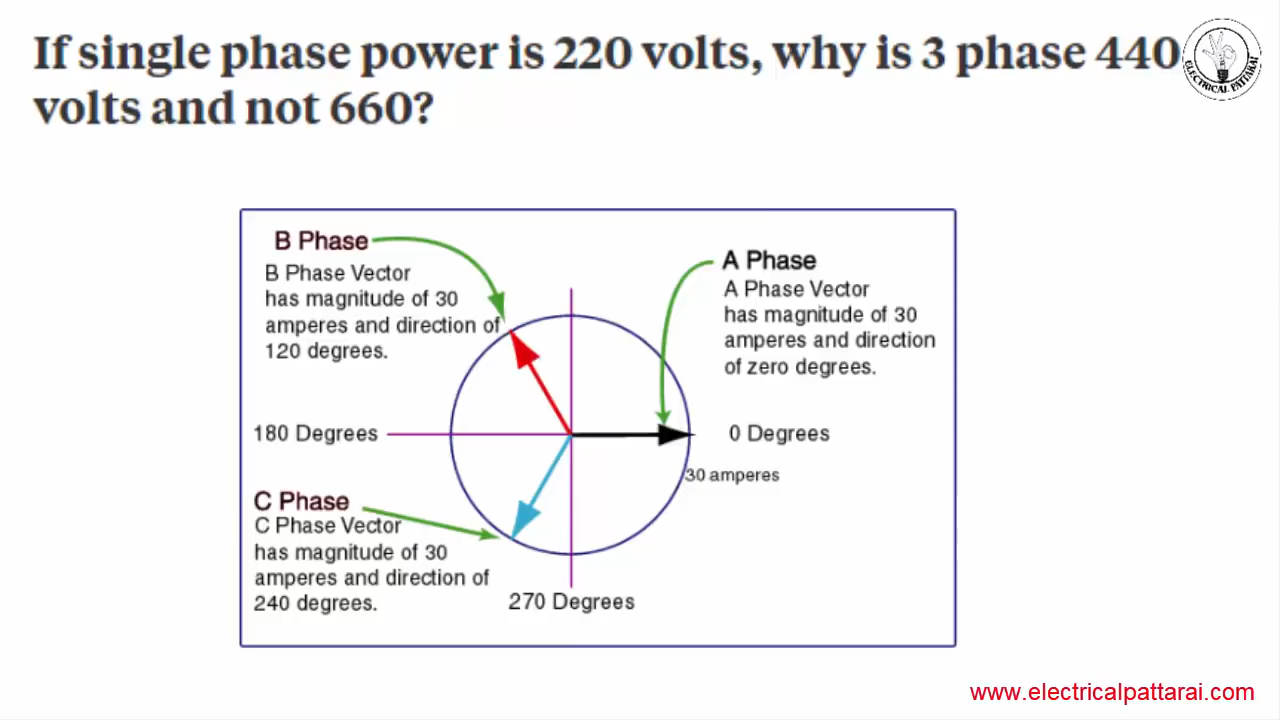 If single phase power is 220 volts, why is 3 phase 440
volts and not 660?
ELECTRICAL PATTARAI
B Phase
B Phase Vector
has magnitude of 30
amperes and direction of
120 degrees.
A Phase
A Phase Vector
has magnitude of 30
amperes and direction
of zero degrees.
180 Degrees
0 Degrees
30 amperes
C Phase
C Phase Vector
has magnitude of 30
amperes and direction of
240 degrees.
270 Degrees
www.electricalpattarai.com